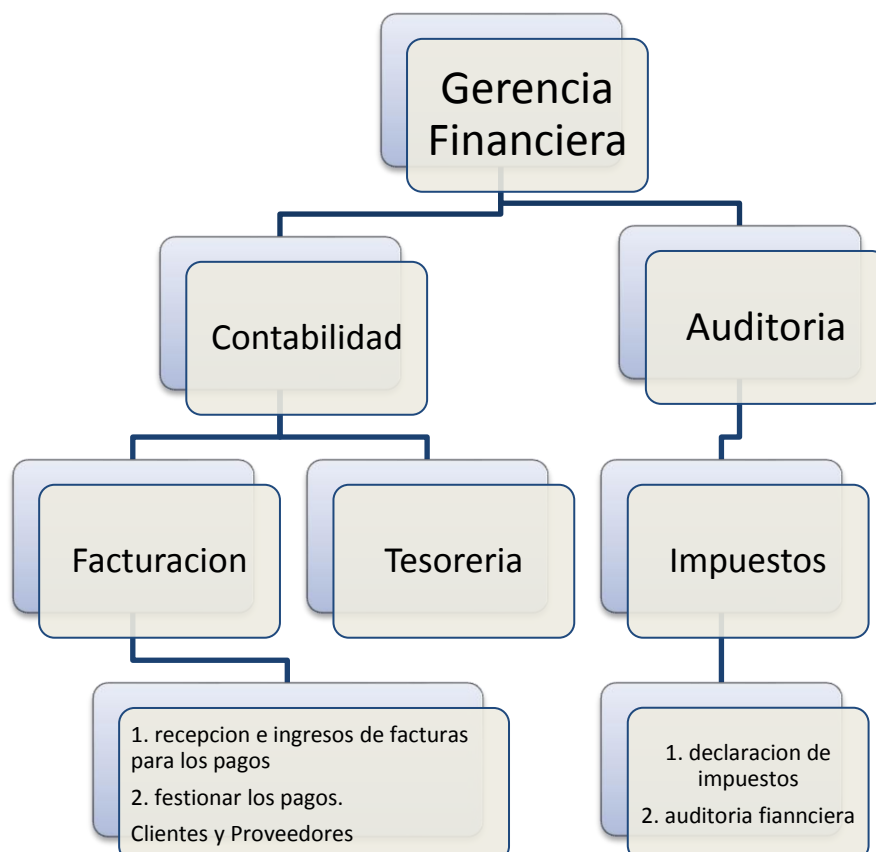 Gerencia
Financiera
Contabilidad
Auditoria
Facturacion
Tesoreria
Impuestos
1. recepcion e ingresos de facturas
para los pagos
2. festionar los pagos.
Clientes y Proveedores
1. declaracion de
impuestos
2. auditoria fiannciera